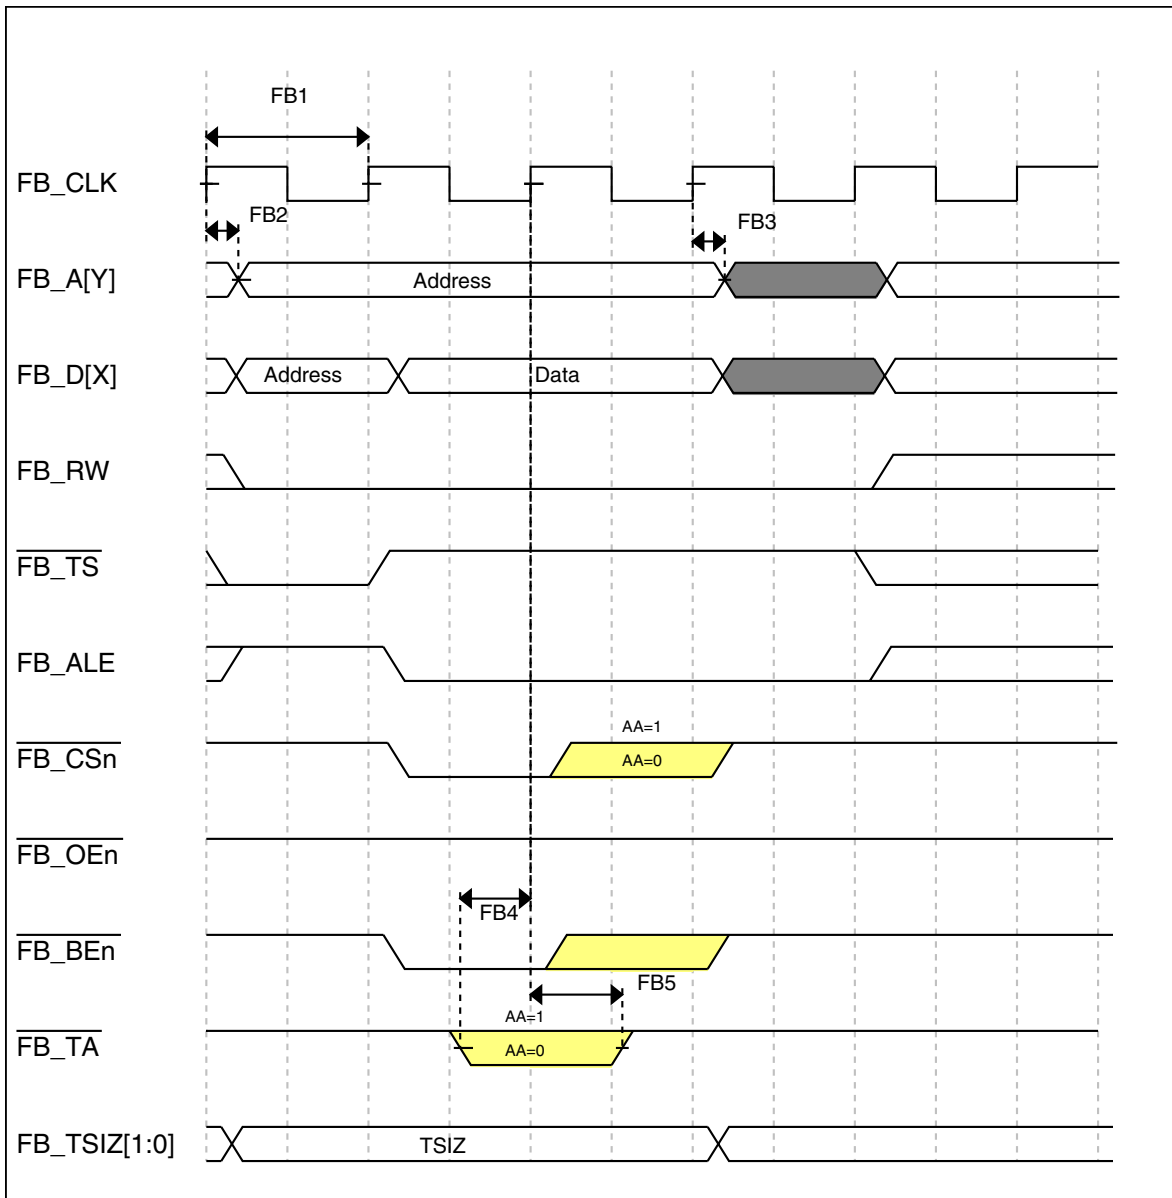 FB1
FB_CLK
FB2
FB3
FB_A[Y]
Address
FB_D[X]
Address
Data
FB_RW
FB_TS
FB_ALE
AA=1
FB_CSn
AA=0
FB_OEn
FB4
FB_BEn
FB5
AA=1
FB_TA
AA=0
FB_TSIZ[1:0]
TSIZ